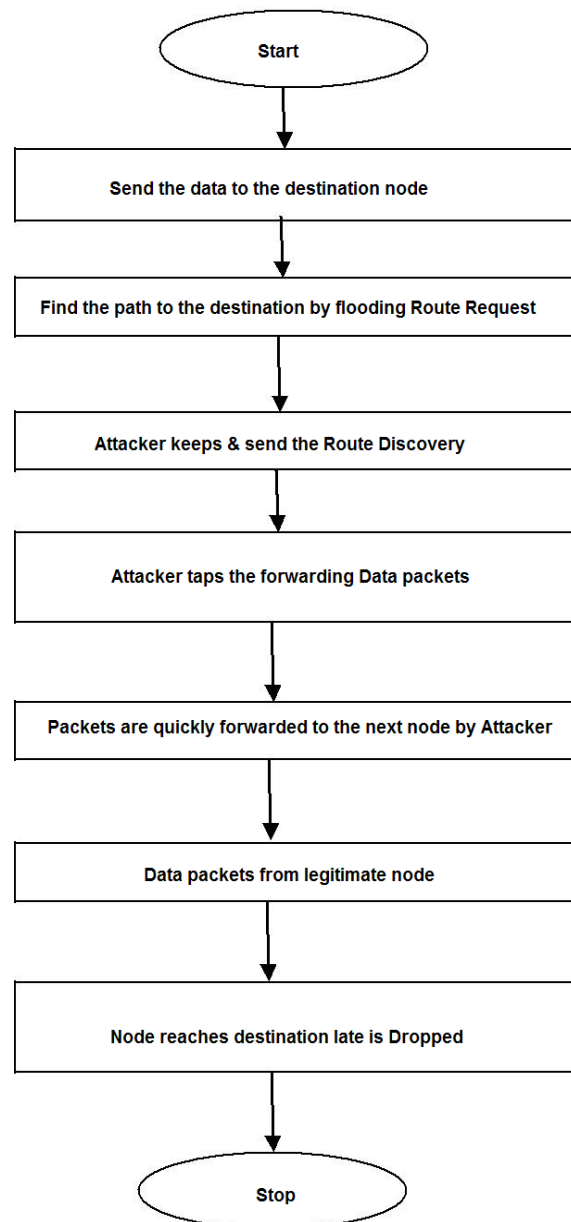 Start
Send the data to the destination node
Find the path to the destination by flooding Route Request
Attacker keeps & send the Route Discovery
Attacker taps the forwarding Data packets
Packets are quickly forwarded to the next node by Attacker
Data packets from legitimate node
Node reaches destination late is Dropped
Stop